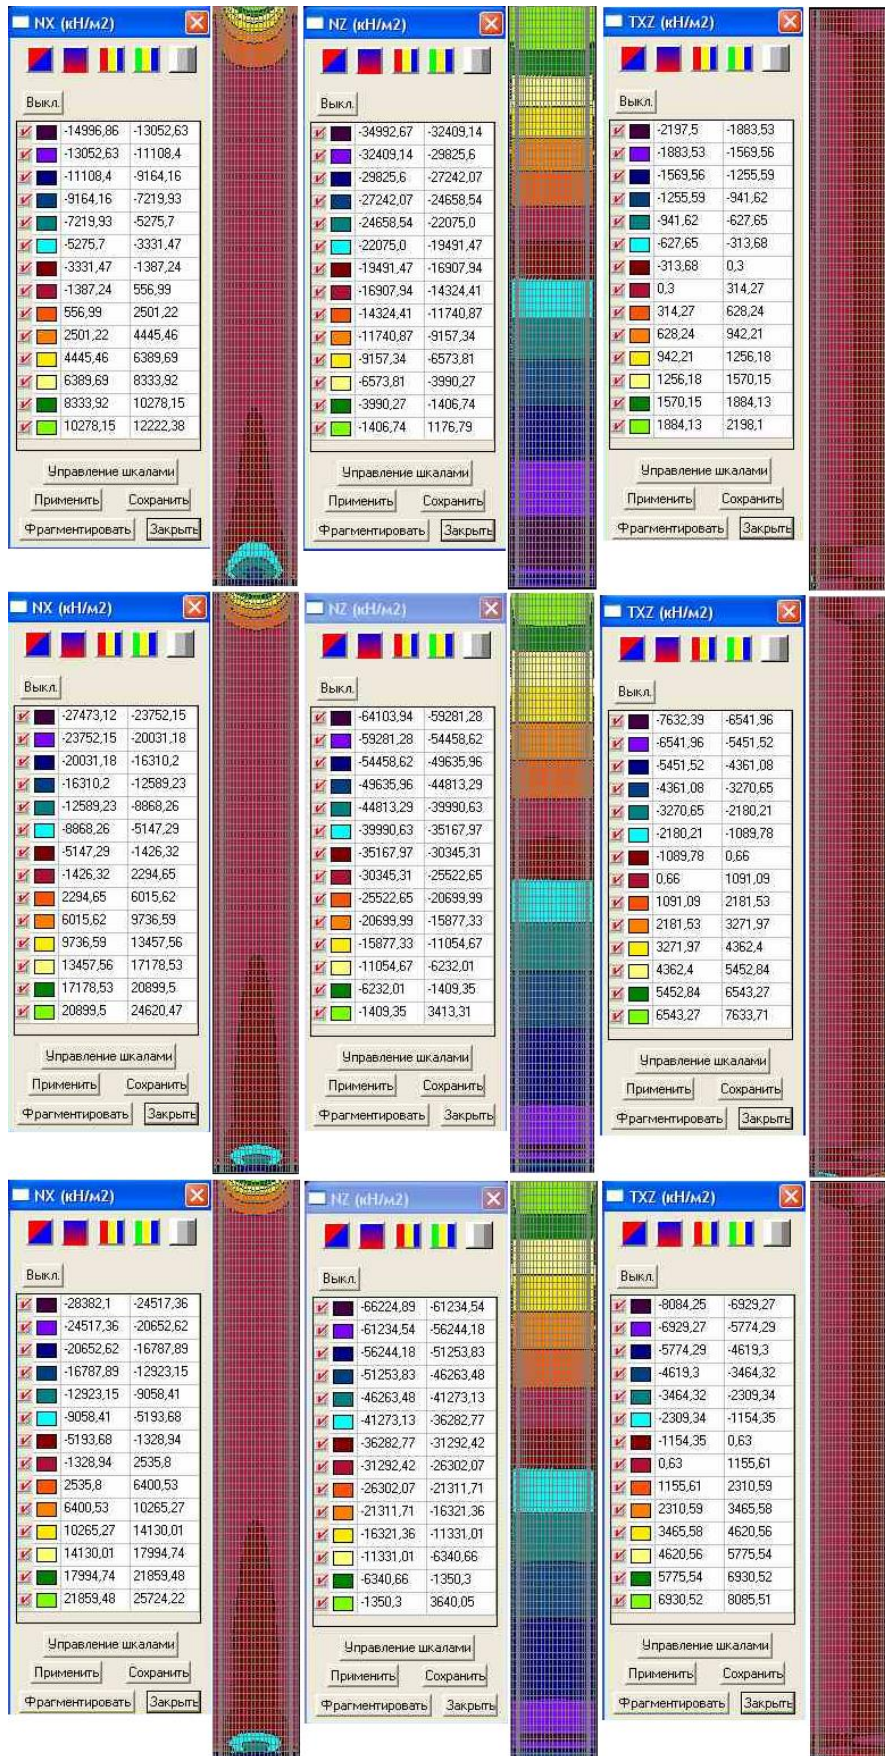 NX (кН/м2)
Выкл.
-14996,86 -13052,63
-13052,63 -11108,4
-11108,4 -9164,16
-9164,16 -7219,93
-7219,93 -5275,7
-5275,7 -3331,47
-3331,47 -1387,24
-1387,24 556,99
556,99 2501,22
2501,22 4445,46
4445,46 6389,69
6389,69 8333,92
8333,92 10278,15
10278,15 12222,38
Управление шкалами
Применить Сохранить
Фрагментировать Закрыть
NZ (кН/м2)
Выкл.
-34992,67 -32409,14
-32409,14 -29825,6
-29825,6 -27242,07
-27242,07 -24658,54
-24658,54 -22075,0
-22075,0 -19491,47
-19491,47 -16907,94
-16907,94 -14324,41
-14324,41 -11740,87
-11740,87 -9157,34
-9157,34 -6573,81
-6573,81 -3990,27
-3990,27 -1406,74
-1406,74 1176,79
Управление шкалами
Применить Сохранить
Фрагментировать Закрыть
TXZ (кН/м2)
Выкл.
-2197,5 -1883,53
-1883,53 -1569,56
-1569,56 -1255,59
-1255,59 -941,62
-941,62 -627,65
-627,65 -313,68
-313,68 0,3
0,3 314,27
314,27 628,24
628,24 942,21
942,21 1256,18
1256,18 1570,15
1570,15 1884,13
1884,13 2198,1
Управление шкалами
Применить Сохранить
Фрагментировать Закрыть
NX (кН/м2)
Выкл.
-27473,12 -23752,15
-23752,15 -20031,18
-20031,18 -16310,2
-16310,2 -12589,23
-12589,23 -8868,26
-8868,26 -5147,29
-5147,29 -1426,32
-1426,32 2294,65
2294,65 6015,62
6015,62 9736,59
9736,59 13457,56
13457,56 17178,53
17178,53 20899,5
20899,5 24620,47
Управление шкалами
Применить Сохранить
Фрагментировать Закрыть
NZ (кН/м2)
Выкл.
-64103,94 -59281,28
-59281,28 -54458,62
-54458,62 -49635,96
-49635,96 -44813,29
-44813,29 -39990,63
-39990,63 -35167,97
-35167,97 -30345,31
-30345,31 -25522,65
-25522,65 -20699,99
-20699,99 -15877,33
-15877,33 -11054,67
-11054,67 -6232,01
-6232,01 -1409,35
-1409,35 3413,31
Управление шкалами
Применить Сохранить
Фрагментировать Закрыть
TXZ (кН/м2)
Выкл.
-7632,39 -6541,96
-6541,96 -5451,52
-5451,52 -4361,08
-4361,08 -3270,65
-3270,65 -2180,21
-2180,21 -1089,78
-1089,78 0,66
0,66 1091,09
1091,09 2181,53
2181,53 3271,97
3271,97 4362,4
4362,4 5452,84
5452,84 6543,27
6543,27 7633,71
Управление шкалами
Применить Сохранить
Фрагментировать Закрыть
NX (кН/м2)
Выкл.
-28382,1 -24517,36
-24517,36 -20652,62
-20652,62 -16787,89
-16787,89 -12923,15
-12923,15 -9058,41
-9058,41 -5193,68
-5193,68 -1328,94
-1328,94 2535,8
2535,8 6400,53
6400,53 10265,27
10265,27 14130,01
14130,01 17994,74
17994,74 21859,48
21859,48 25724,22
Управление шкалами
Применить Сохранить
Фрагментировать Закрыть
NZ (кН/м2)
Выкл.
-66224,89 -61234,54
-61234,54 -56244,18
-56244,18 -51253,83
-51253,83 -46263,48
-46263,48 -41273,13
-41273,13 -36282,77
-36282,77 -31292,42
-31292,42 -26302,07
-26302,07 -21311,71
-21311,71 -16321,36
-16321,36 -11331,01
-11331,01 -6340,66
-6340,66 -1350,3
-1350,3 3640,05
Управление шкалами
Применить Сохранить
Фрагментировать Закрыть
TXZ (кН/м2)
Выкл.
-8084,25 -6929,27
-6929,27 -5774,29
-5774,29 -4619,3
-4619,3 -3464,32
-3464,32 -2309,34
-2309,34 -1154,35
-1154,35 0,63
0,63 1155,61
1155,61 2310,59
2310,59 3465,58
3465,58 4620,56
4620,56 5775,54
5775,54 6930,52
6930,52 8085,51
Управление шкалами
Применить Сохранить
Фрагментировать Закрыть